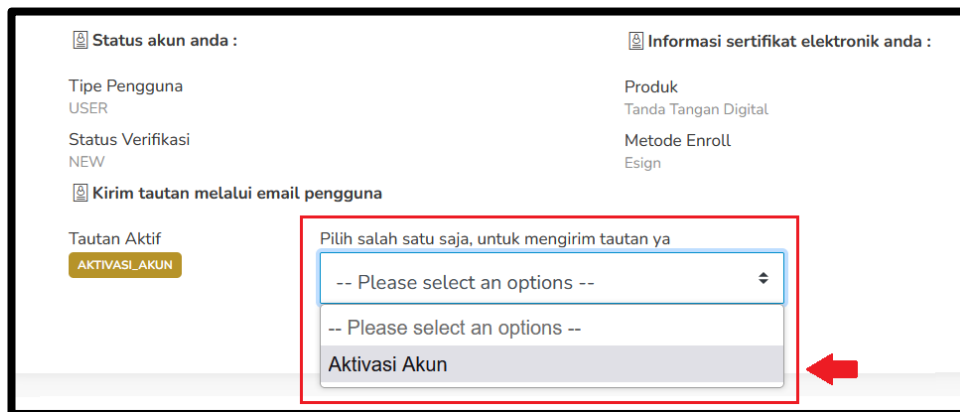 Status akun anda :
Tipe Pengguna
USER
Status Verifikasi
NEW
Informasi sertifikat elektronik anda :
Produk
Tanda Tangan Digital
Metode Enroll
Esign
Kirim tautan melalui email pengguna
Tautan Aktif
AKTIVASI_AKUN
Pilih salah satu saja, untuk mengirim tautan ya
-- Please select an options --
-- Please select an options --
Aktivasi Akun